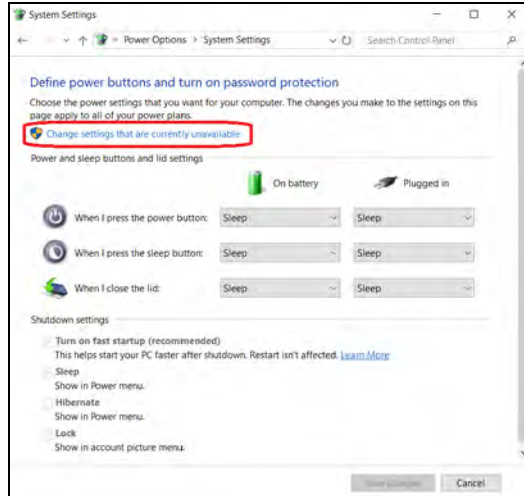 System Settings
Power Options > System Settings
Search Control Panel
Define power buttons and turn on password protection
Choose the power settings that you want for your computer. The changes you make to the settings on this
page apply to all of your power plans.
Change settings that are currently unavailable
Power and sleep buttons and lid settings
On battery Plugged in
When I press the power button: Sleep Sleep
When I press the sleep button: Sleep Sleep
When I close the lid: Sleep Sleep
Shutdown settings
Turn on fast startup (recommended)
This helps start your PC faster after shutdown. Restart isn't affected. Learn More
Sleep
Show in Power menu.
Hibernate
Show in Power menu.
Lock
Show in account picture menu.
Cancel